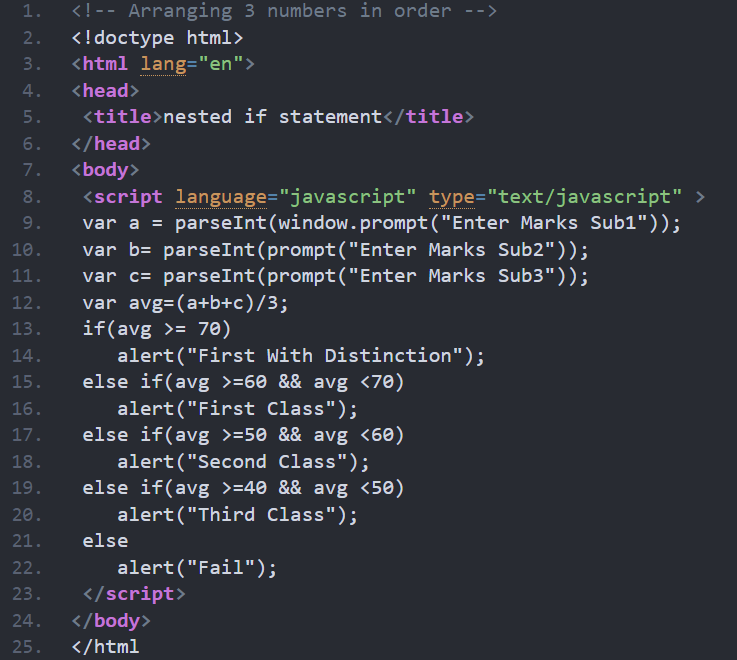 1. <!-- Arranging 3 numbers in order -->
2. <!doctype html>
3. <html lang="en">
4. <head>
5.  <title>nested if statement</title>
6. </head>
7. <body>
8.  <script language="javascript" type="text/javascript" >
9.  var a = parseInt(window.prompt("Enter Marks Sub1"));
10.  var b= parseInt(prompt("Enter Marks Sub2"));
11.  var c= parseInt(prompt("Enter Marks Sub3"));
12.  var avg=(a+b+c)/3;
13.  if(avg >= 70)
14.     alert("First With Distinction");
15.  else if(avg >=60 && avg <70)
16.     alert("First Class");
17.  else if(avg >=50 && avg <60)
18.     alert("Second Class");
19.  else if(avg >=40 && avg <50)
20.     alert("Third Class");
21.  else
22.     alert("Fail");
23.  </script>
24. </body>
25. </html